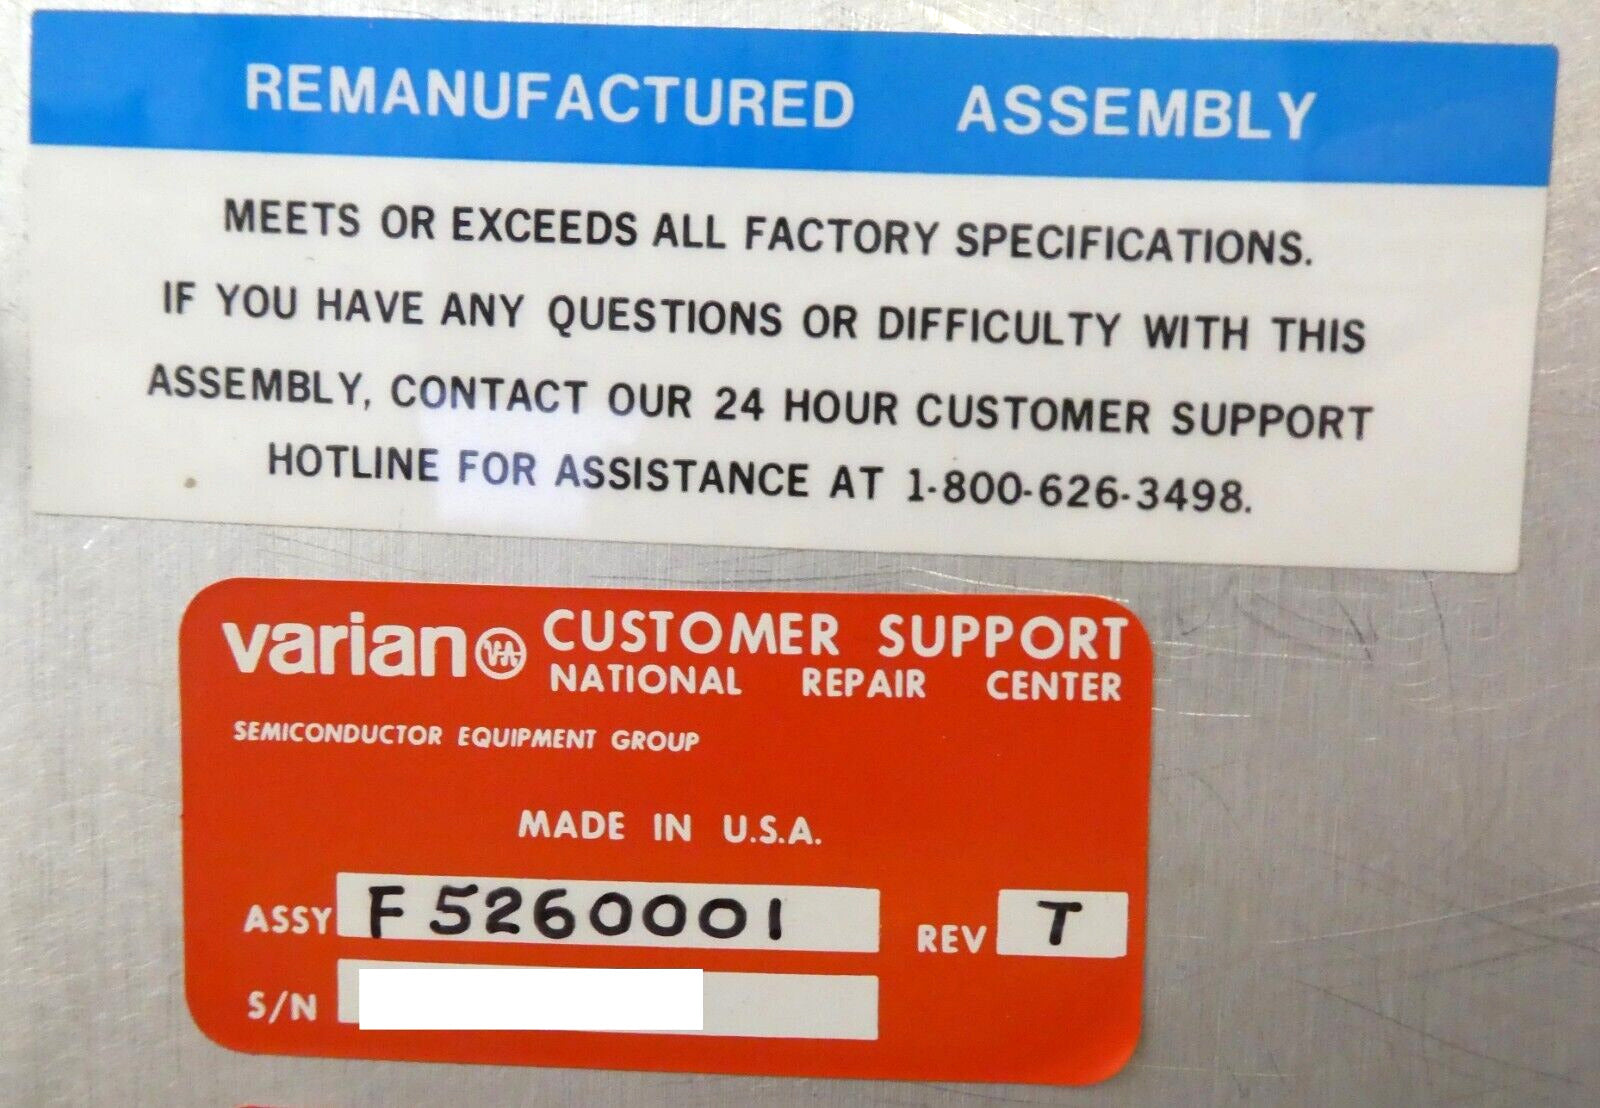 REMANUFACTURED ASSEMBLY
MEETS OR EXCEEDS ALL FACTORY SPECIFICATIONS.
IF YOU HAVE ANY QUESTIONS OR DIFFICULTY WITH THIS
ASSEMBLY, CONTACT OUR 24 HOUR CUSTOMER SUPPORT
HOTLINE FOR ASSISTANCE AT 1-800-626-3498.
varian VA CUSTOMER SUPPORT
NATIONAL REPAIR CENTER
SEMICONDUCTOR EQUIPMENT GROUP
MADE IN U.S.A.
ASSY F5260001 REV T
S/N